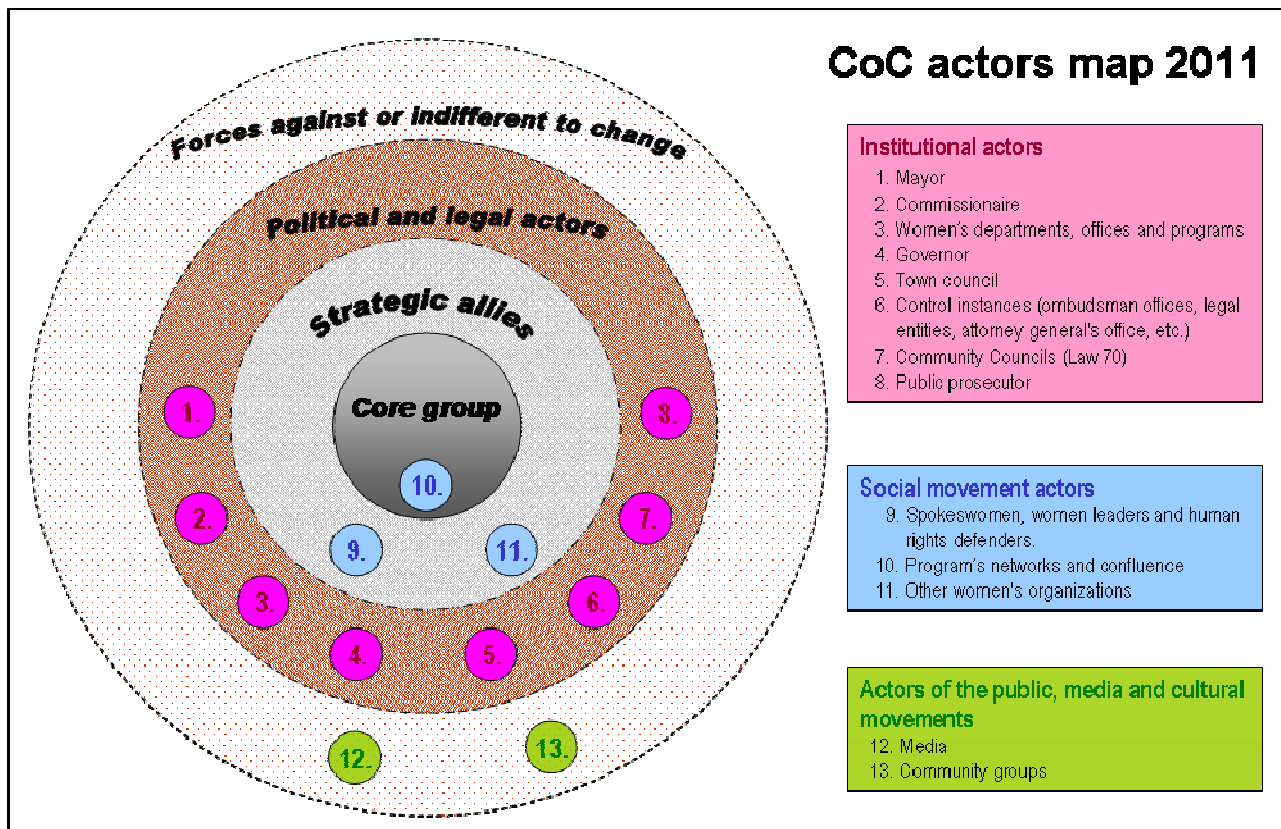 CoC actors map 2011
Forces against or indifferent to change
Political and legal actors
Strategic allies
Core group
1.
2.
3.
4.
5.
6.
7.
8.
9.
10.
11.
12.
13.
Institutional actors
1. Mayor
2. Commissionaire
3. Women's departments, offices and programs
4. Governor
5. Town council
6. Control instances (ombudsman offices, legal
entities, attorney general's office, etc.)
7. Community Councils (Law 70)
8. Public prosecutor
Social movement actors
9. Spokeswomen, women leaders and human
rights defenders.
10. Program's networks and confluence
11. Other women's organizations
Actors of the public, media and cultural
movements
12. Media
13. Community groups